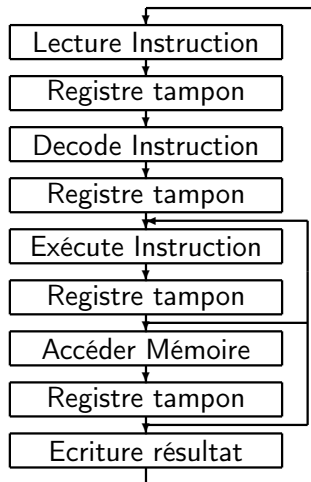 Lecture Instruction
Registre tampon
Decode Instruction
Registre tampon
Exécute Instruction
Registre tampon
Accéder Mémoire
Registre tampon
Ecriture résultat